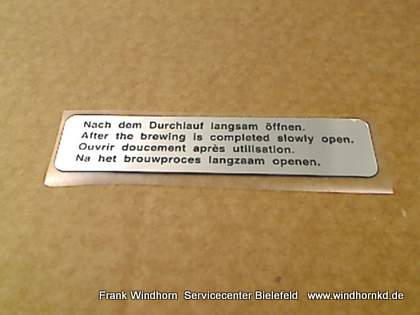 Nach dem Durchlauf langsam öffnen.
After the brewing is completed slowly open.
Ouvrir doucement après utilisation.
Na het brouwproces langzaam openen.
Frank Windhorn Servicecenter Bielefeld www.windhornkd.de